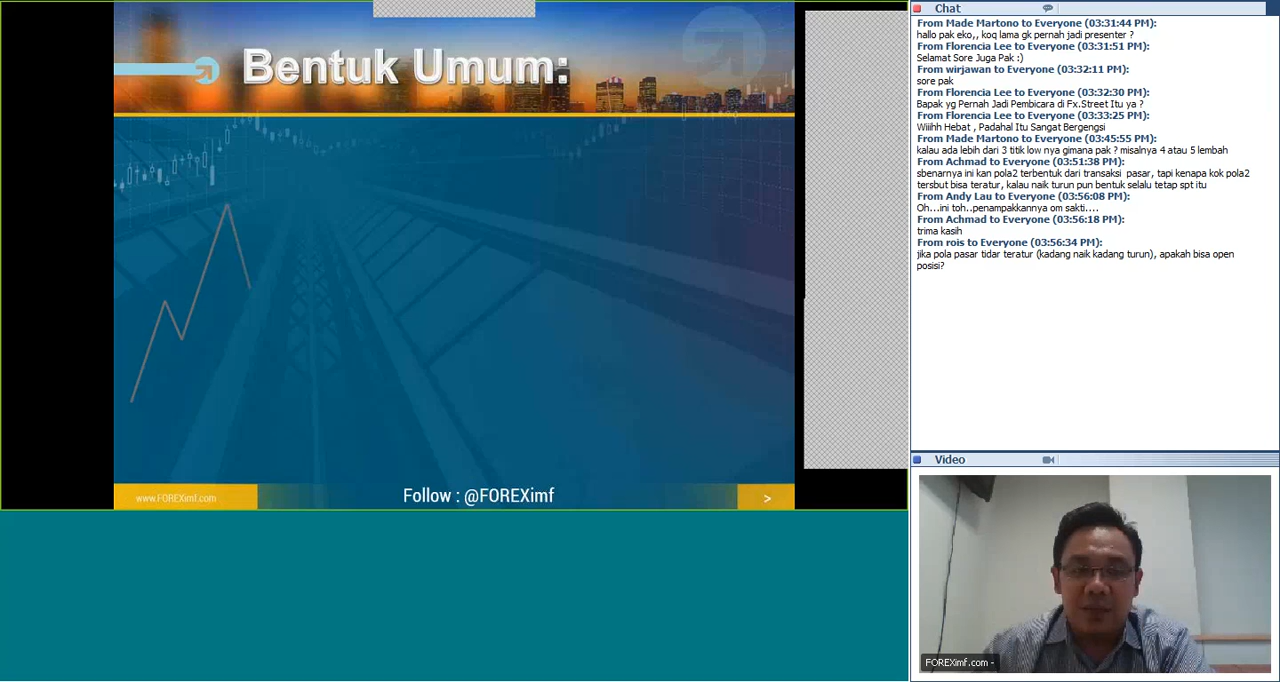 Bentuk Umum:
www.FOREXimf.com
Follow : @FOREXimf
>
Chat
From Made Martono to Everyone (03:31:44 PM):
hallo pak eko,, koq lama gk pernah jadi presenter ?
From Florencia Lee to Everyone (03:31:51 PM):
Selamat Sore Juga Pak :)
From wirjawan to Everyone (03:32:11 PM):
sore pak
From Florencia Lee to Everyone (03:32:30 PM):
Bapak yg Pernah Jadi Pembicara di Fx.Street Itu ya ?
From Florencia Lee to Everyone (03:33:25 PM):
Wiiihh Hebat , Padahal Itu Sangat Bergengsi
From Made Martono to Everyone (03:45:55 PM):
kalau ada lebih dari 3 titik low nya gimana pak ? misalnya 4 atau 5 lembah
From Achmad to Everyone (03:51:38 PM):
sbenarnya ini kan pola2 terbentuk dari transaksi pasar, tapi kenapa kok pola2
tersbut bisa teratur, kalau naik turun pun bentuk selalu tetap spt itu
From Andy Lau to Everyone (03:56:08 PM):
Oh...ini toh..penampakkannya om sakti....
From Achmad to Everyone (03:56:18 PM):
trima kasih
From rois to Everyone (03:56:34 PM):
jika pola pasar tidar teratur (kadang naik kadang turun), apakah bisa open
posisi?
Video
FOREXimf.com -